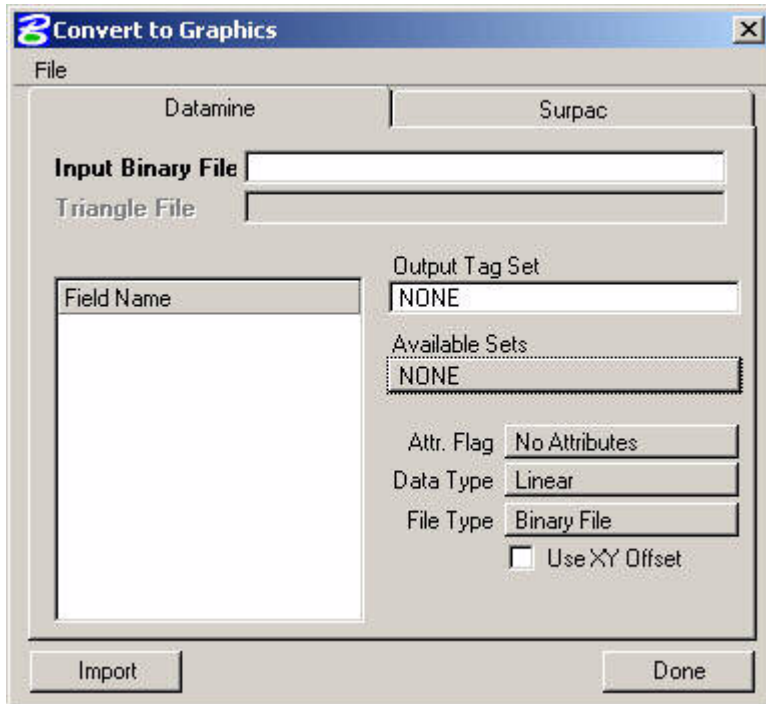 Convert to Graphics
File
Datamine
Surpac
Input Binary File
Triangle File
Output Tag Set
NONE
Field Name
Available Sets
NONE
Attr. Flag No Attributes
Data Type Linear
File Type Binary File
Use XY Offset
Import
Done